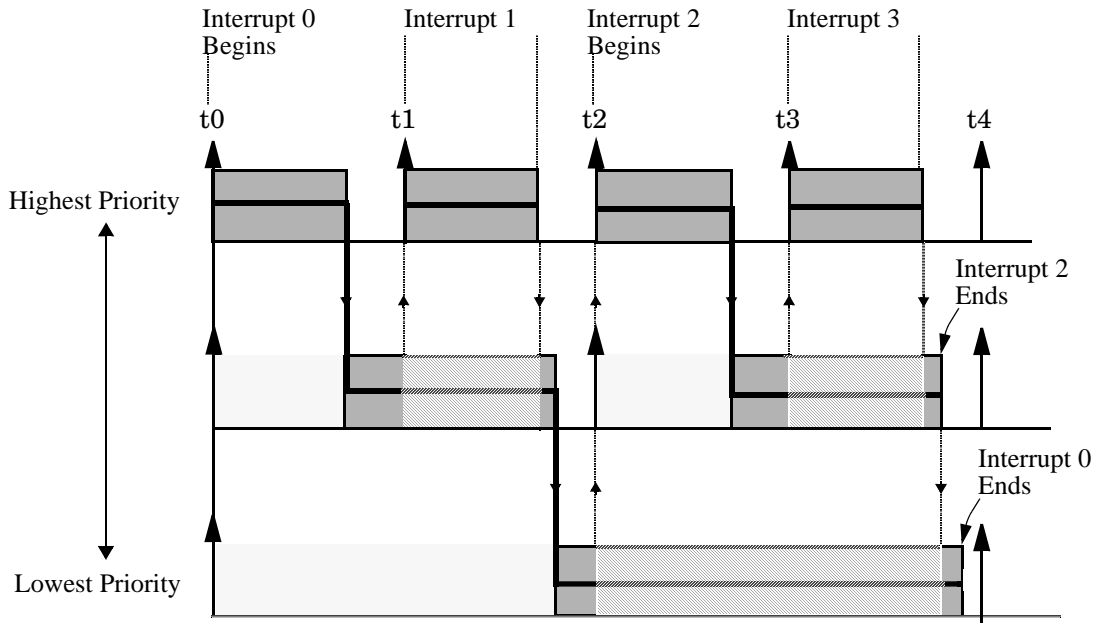 Interrupt 0
Begins
Interrupt 1
Interrupt 2
Begins
Interrupt 3
t0
t1
t2
t3
t4
Highest Priority
Interrupt 2
Ends
Interrupt 0
Ends
Lowest Priority